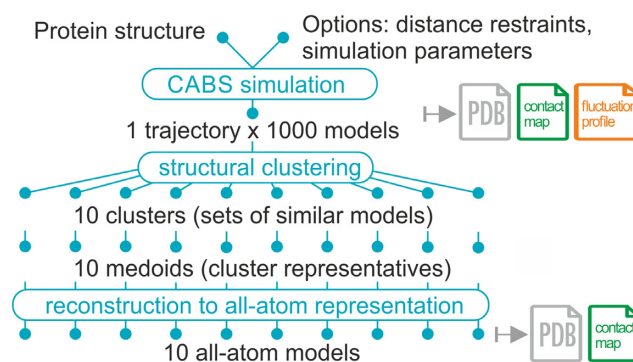 Protein structure
Options: distance restraints,
simulation parameters
CABS simulation
1 trajectory x 1000 models
PDB
contact
map
fluctuation
profile
structural clustering
10 clusters (sets of similar models)
10 medoids (cluster representatives)
reconstruction to all-atom representation
10 all-atom models
PDB
contact
map